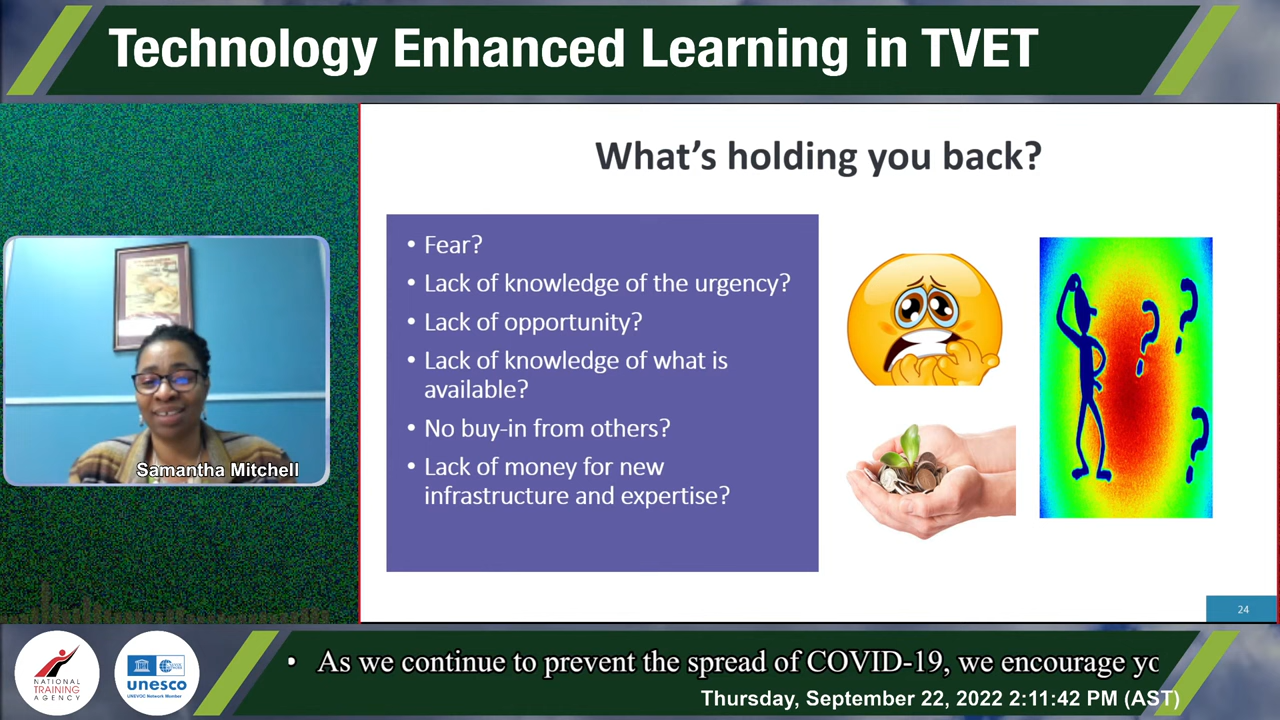 Technology Enhanced Learning in TVET
What's holding you back?
• Fear?
• Lack of knowledge of the urgency?
• Lack of opportunity?
• Lack of knowledge of what is
available?
• No buy-in from others?
• Lack of money for new
infrastructure and expertise?
Samantha Mitchell
24
NATIONAL
TRAINING
AGENCY
unesco
UNEVOC Network Member
• As we continue to prevent the spread of COVID-19, we encourage yo
Thursday, September 22, 2022 2:11:42 PM (AST)